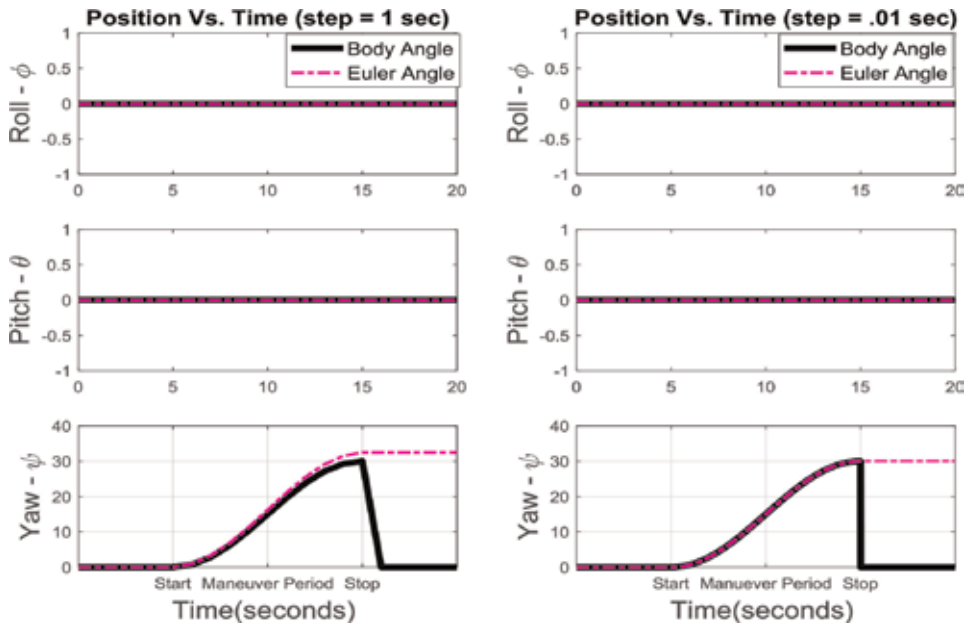 Position Vs. Time (step = 1 sec)
1
0.5
0
-0.5
-1
Roll - ϕ
Body Angle
Euler Angle
0 5 10 15 20
1
0.5
0
-0.5
-1
Pitch - θ
0 5 10 15 20
40
30
20
10
0
Yaw - ψ
Start Maneuver Period Stop
Time(seconds)
Position Vs. Time (step = .01 sec)
1
0.5
0
-0.5
-1
Roll - ϕ
Body Angle
Euler Angle
0 5 10 15 20
1
0.5
0
-0.5
-1
Pitch - θ
0 5 10 15 20
40
30
20
10
0
Yaw - ψ
Start Manuever Period Stop
Time(seconds)